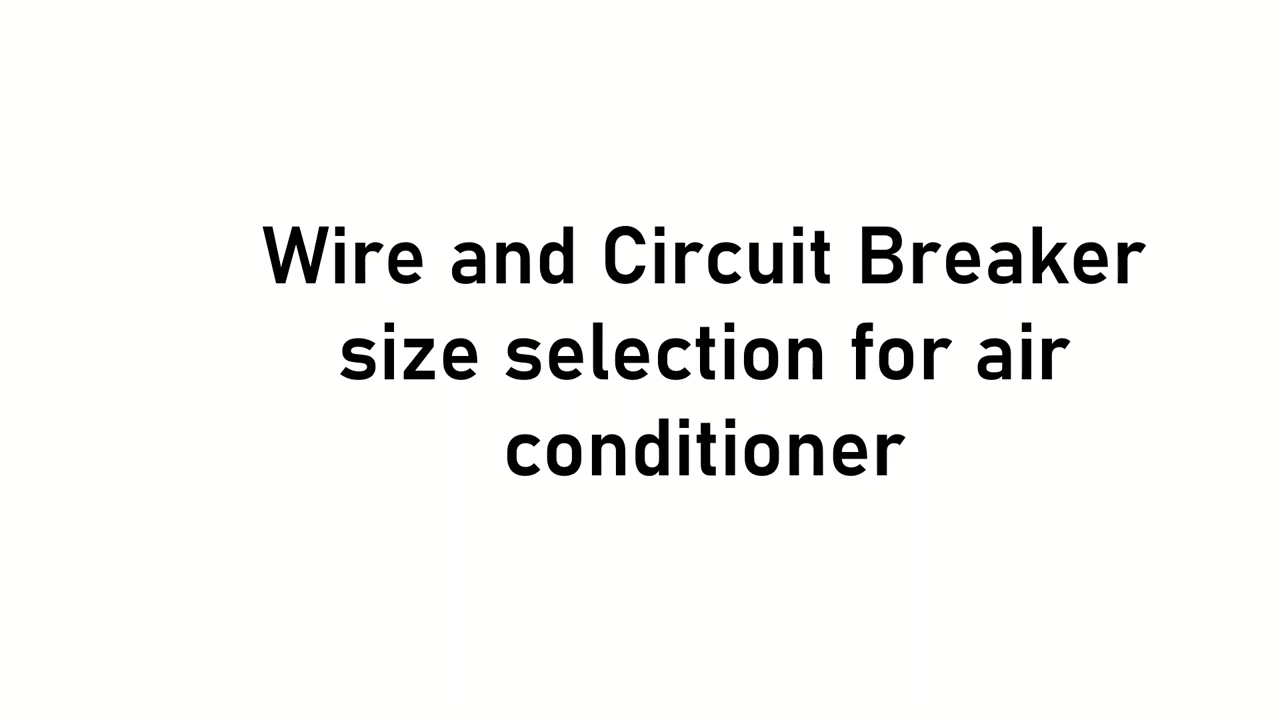 Wire and Circuit Breaker
size selection for air
conditioner